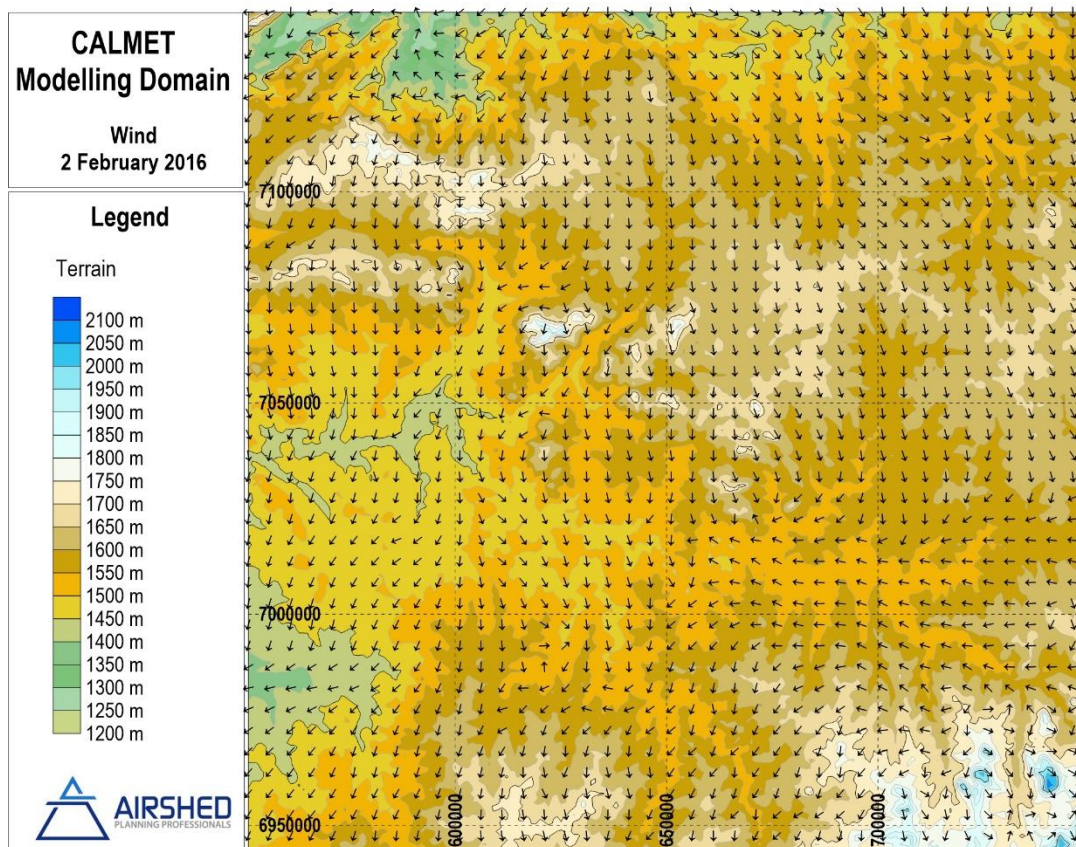 CALMET
Modelling Domain
Wind
2 February 2016
Legend
Terrain
2100 m
2050 m
2000 m
1950 m
1900 m
1850 m
1800 m
1750 m
1700 m
1650 m
1600 m
1550 m
1500 m
1450 m
1400 m
1350 m
1300 m
1250 m
1200 m
AIRSHED
PLANNING PROFESSIONALS
7100000
7050000
7000000
6950000
600000
650000
700000